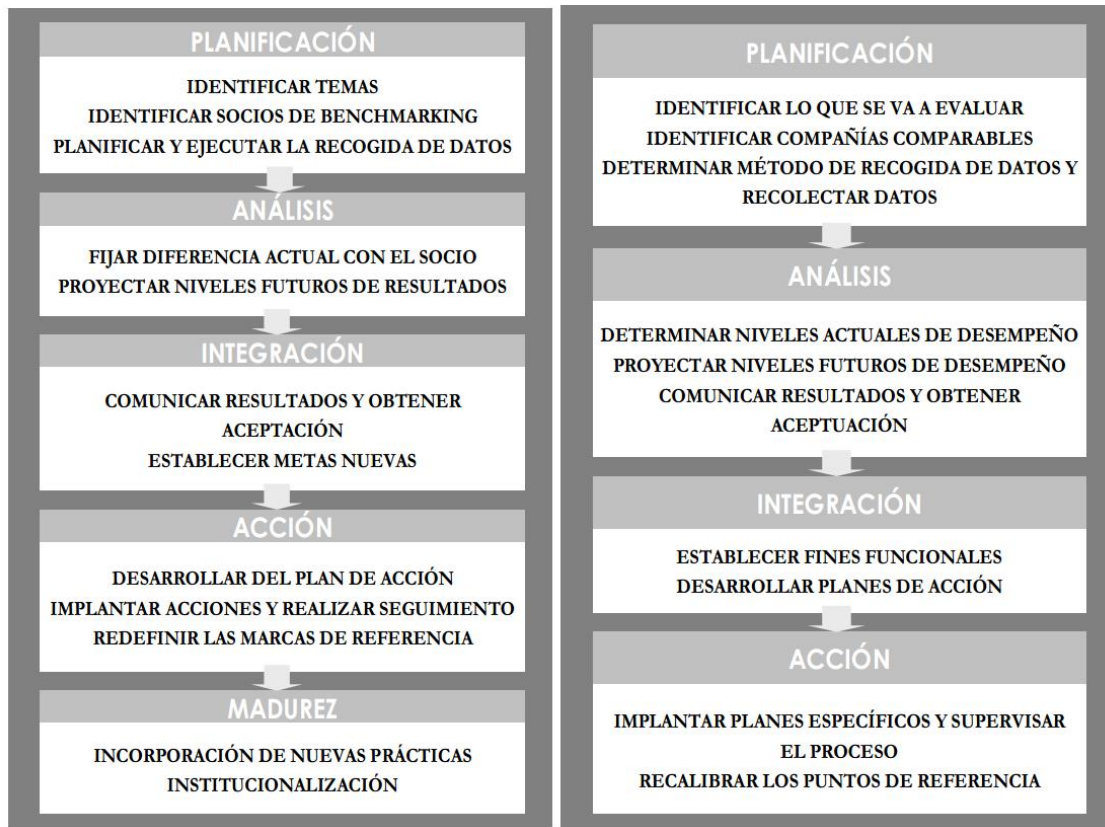 PLANIFICACIÓN
IDENTIFICAR TEMAS
IDENTIFICAR SOCIOS DE BENCHMARKING
PLANIFICAR Y EJECUTAR LA RECOGIDA DE DATOS
ANÁLISIS
FIJAR DIFERENCIA ACTUAL CON EL SOCIO
PROYECTAR NIVELES FUTUROS DE RESULTADOS
INTEGRACIÓN
COMUNICAR RESULTADOS Y OBTENER
ACEPTACIÓN
ESTABLECER METAS NUEVAS
ACCIÓN
DESARROLLAR DEL PLAN DE ACCIÓN
IMPLANTAR ACCIONES Y REALIZAR SEGUIMIENTO
REDEFINIR LAS MARCAS DE REFERENCIA
MADUREZ
INCORPORACIÓN DE NUEVAS PRÁCTICAS
INSTITUCIONALIZACIÓN
PLANIFICACIÓN
IDENTIFICAR LO QUE SE VA A EVALUAR
IDENTIFICAR COMPAÑÍAS COMPARABLES
DETERMINAR MÉTODO DE RECOGIDA DE DATOS Y
RECOLECTAR DATOS
ANÁLISIS
DETERMINAR NIVELES ACTUALES DE DESEMPEÑO
PROYECTAR NIVELES FUTUROS DE DESEMPEÑO
COMUNICAR RESULTADOS Y OBTENER
ACEPTUACIÓN
INTEGRACIÓN
ESTABLECER FINES FUNCIONALES
DESARROLLAR PLANES DE ACCIÓN
ACCIÓN
IMPLANTAR PLANES ESPECÍFICOS Y SUPERVISAR
EL PROCESO
RECALIBRAR LOS PUNTOS DE REFERENCIA